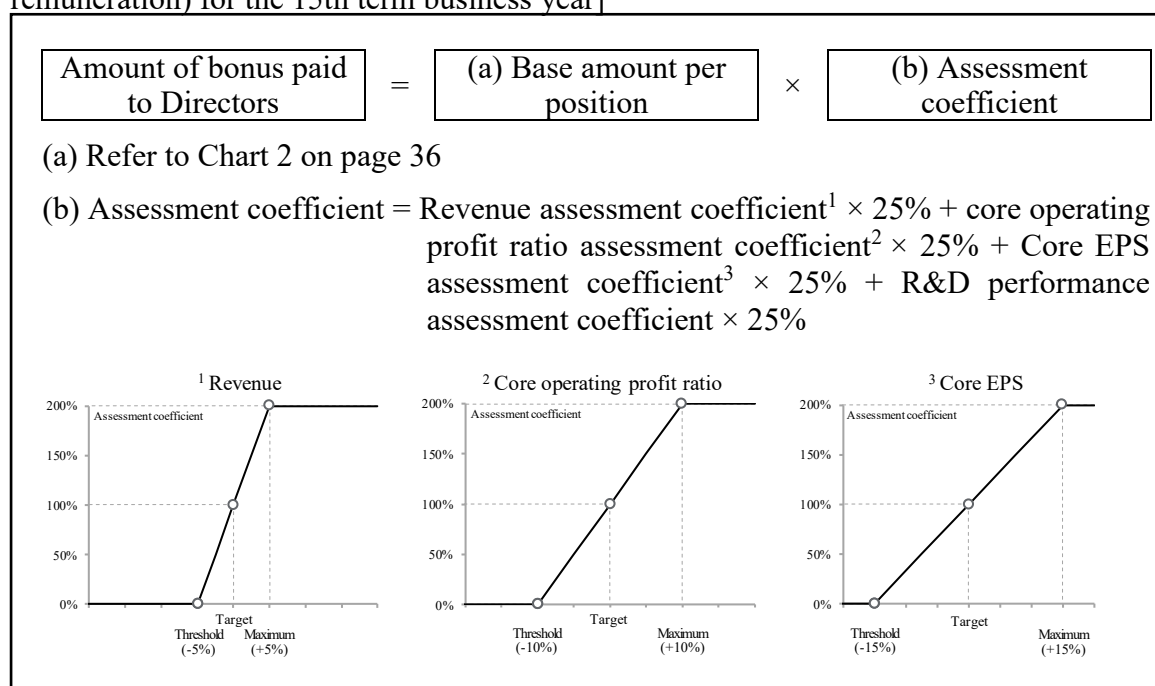 remuneration) for the 15th term business year]
Amount of bonus paid
to Directors
=
(a) Base amount per
position
×
(b) Assessment
coefficient
(a) Refer to Chart 2 on page 36
(b) Assessment coefficient = Revenue assessment coefficient¹ × 25% + core operating
profit ratio assessment coefficient² × 25% + Core EPS
assessment coefficient³ × 25% + R&D performance
assessment coefficient × 25%
¹ Revenue
200%
Assessment coefficient
150%
100%
50%
0%
Target
Threshold
(-5%)
Maximum
(+5%)
² Core operating profit ratio
200%
Assessment coefficient
150%
100%
50%
0%
Target
Threshold
(-10%)
Maximum
(+10%)
³ Core EPS
200%
Assessment coefficient
150%
100%
50%
0%
Target
Threshold
(-15%)
Maximum
(+15%)